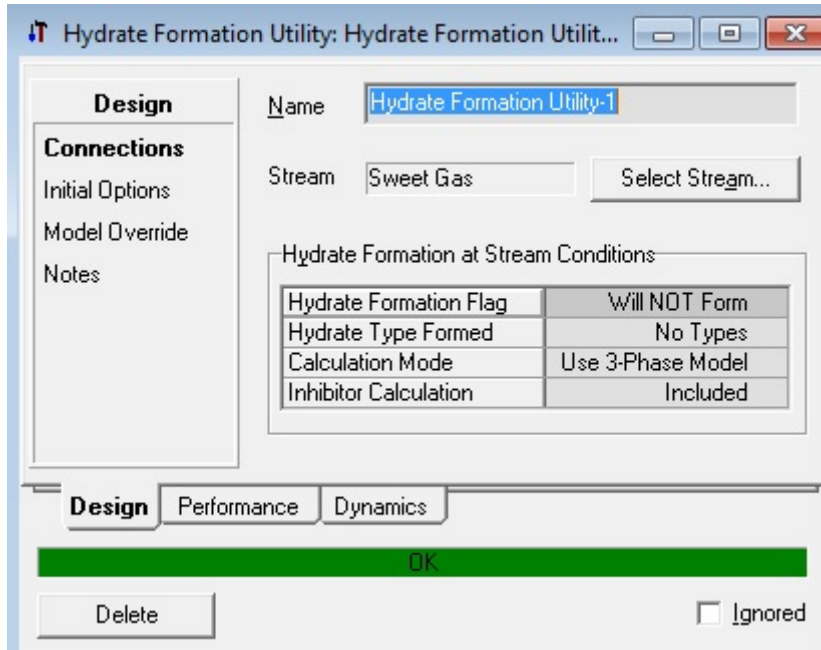 Hydrate Formation Utility: Hydrate Formation Utilit...
Design
Connections
Initial Options
Model Override
Notes
Name Hydrate Formation Utility-1
Stream Sweet Gas Select Stream...
Hydrate Formation at Stream Conditions
Hydrate Formation Flag Will NOT Form
Hydrate Type Formed No Types
Calculation Mode Use 3-Phase Model
Inhibitor Calculation Included
Design Performance Dynamics
OK
Delete Ignored